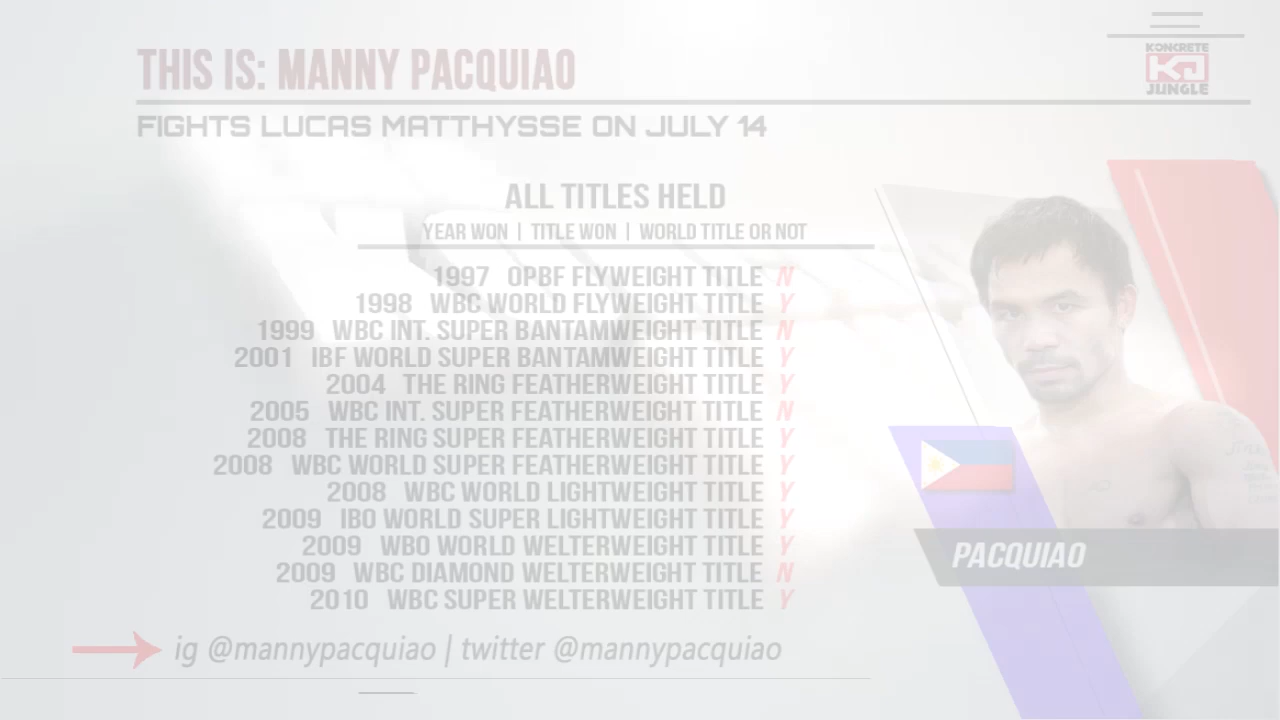 THIS IS: MANNY PACQUIAO
KONCRETE
KJ
JUNGLE
FIGHTS LUCAS MATTHYSSE ON JULY 14
ALL TITLES HELD
YEAR WON | TITLE WON | WORLD TITLE OR NOT
1997 OPBF FLYWEIGHT TITLE N
1998 WBC WORLD FLYWEIGHT TITLE Y
1999 WBC INT. SUPER BANTAMWEIGHT TITLE N
2001 IBF WORLD SUPER BANTAMWEIGHT TITLE Y
2004 THE RING FEATHERWEIGHT TITLE Y
2005 WBC INT. SUPER FEATHERWEIGHT TITLE N
2008 THE RING SUPER FEATHERWEIGHT TITLE Y
2008 WBC WORLD SUPER FEATHERWEIGHT TITLE Y
2008 WBC WORLD LIGHTWEIGHT TITLE Y
2009 IBO WORLD SUPER LIGHTWEIGHT TITLE Y
2009 WBO WORLD WELTERWEIGHT TITLE Y
2009 WBC DIAMOND WELTERWEIGHT TITLE N
2010 WBC SUPER WELTERWEIGHT TITLE Y
PACQUIAO
ig @mannypacquiao | twitter @mannypacquiao